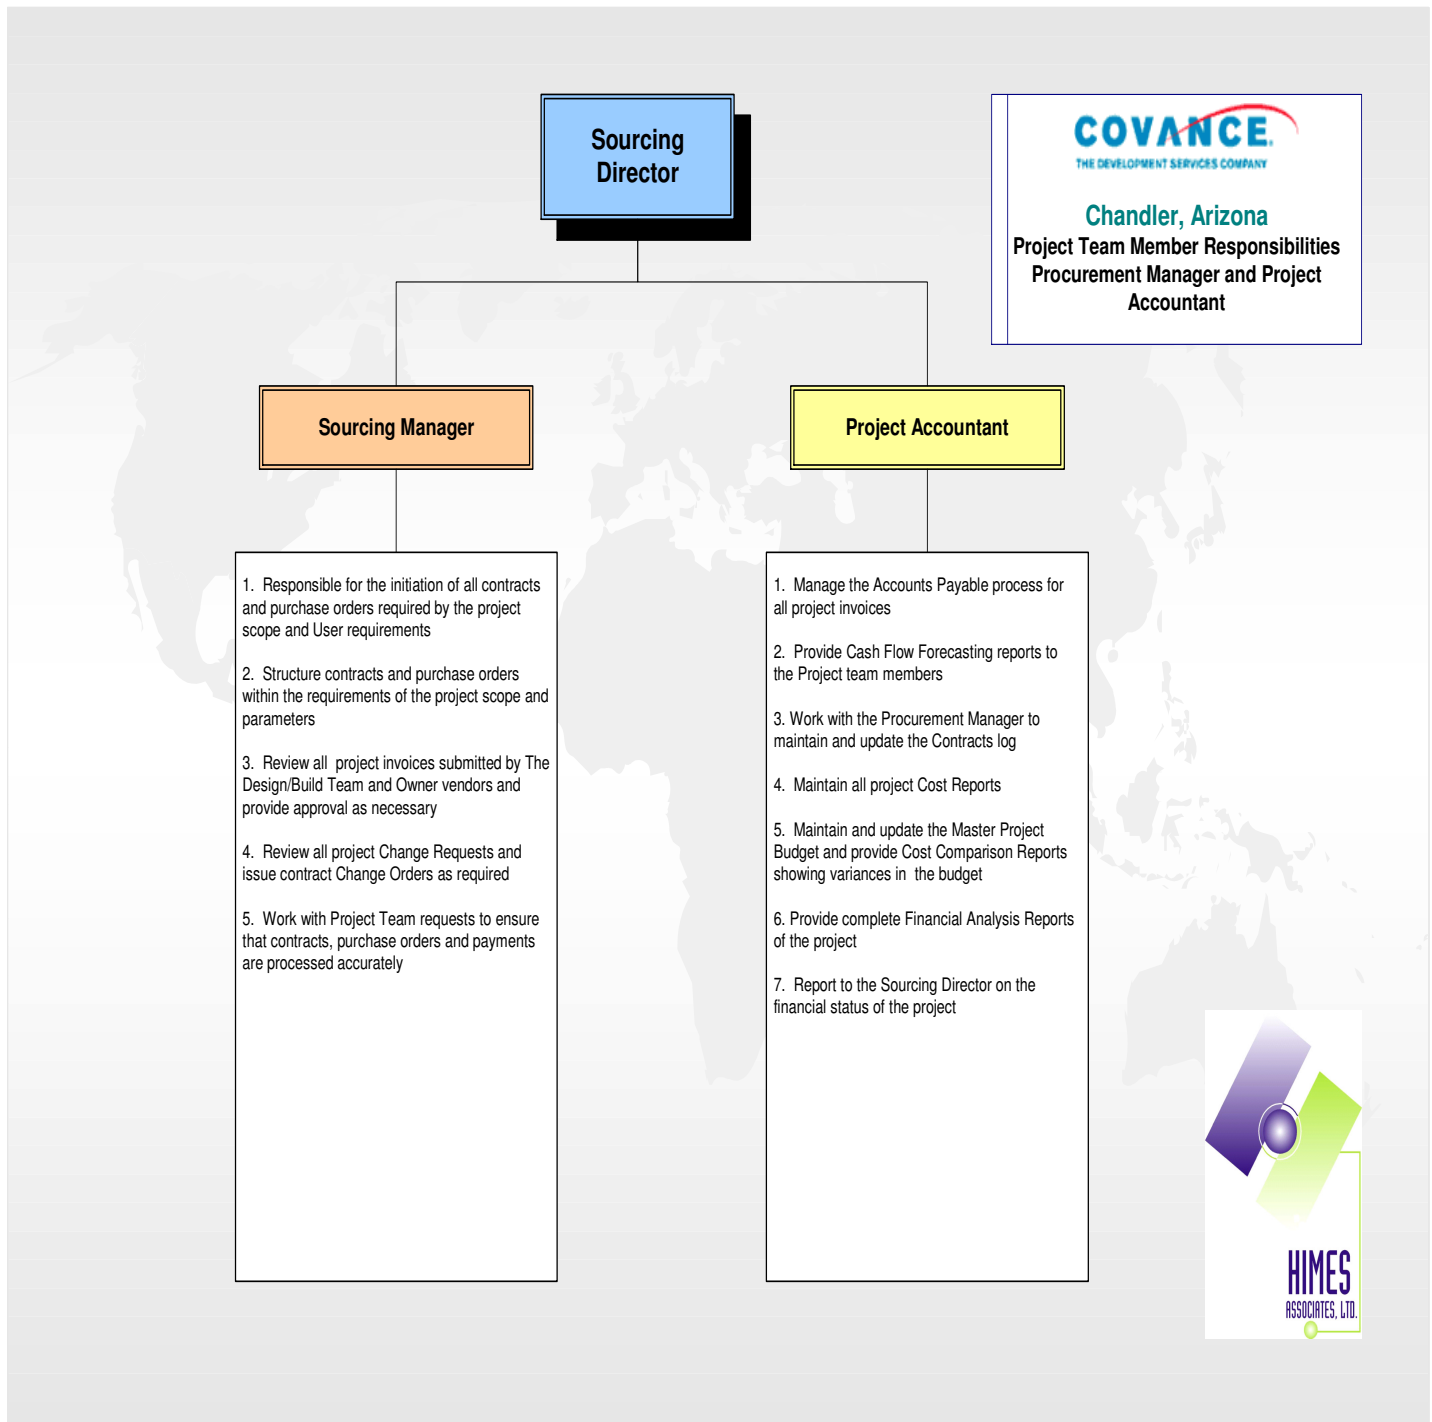 Sourcing
Director
COVANCE.
THE DEVELOPMENT SERVICES COMPANY
Chandler, Arizona
Project Team Member Responsibilities
Procurement Manager and Project
Accountant
Sourcing Manager
Project Accountant
1. Responsible for the initiation of all contracts
and purchase orders required by the project
scope and User requirements
2. Structure contracts and purchase orders
within the requirements of the project scope and
parameters
3. Review all project invoices submitted by The
Design/Build Team and Owner vendors and
provide approval as necessary
4. Review all project Change Requests and
issue contract Change Orders as required
5. Work with Project Team requests to ensure
that contracts, purchase orders and payments
are processed accurately
1. Manage the Accounts Payable process for
all project invoices
2. Provide Cash Flow Forecasting reports to
the Project team members
3. Work with the Procurement Manager to
maintain and update the Contracts log
4. Maintain all project Cost Reports
5. Maintain and update the Master Project
Budget and provide Cost Comparison Reports
showing variances in the budget
6. Provide complete Financial Analysis Reports
of the project
7. Report to the Sourcing Director on the
financial status of the project
HIMES
ASSOCIATES, LTD.